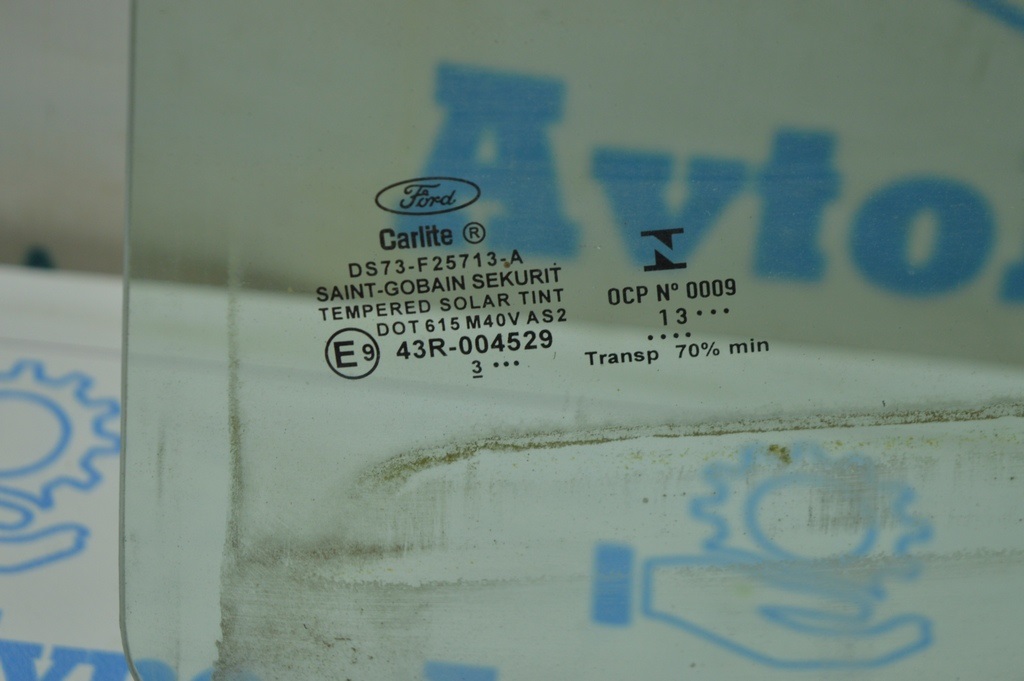 Avto
Ford
Carlite ®
DS73-F25713-A
SAINT-GOBAIN SEKURIT
TEMPERED SOLAR TINT
DOT 615 M40V AS2
E9 43R-004529
3 •••
N
OCP Nº 0009
13 •••
••••
Transp 70% min